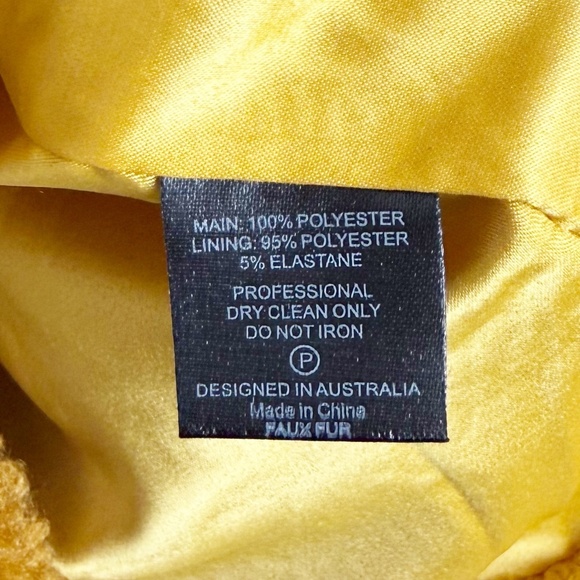 MAIN: 100% POLYESTER
LINING: 95% POLYESTER
5% ELASTANE
PROFESSIONAL
DRY CLEAN ONLY
DO NOT IRON
P
DESIGNED IN AUSTRALIA
Made in China
FAUX FUR